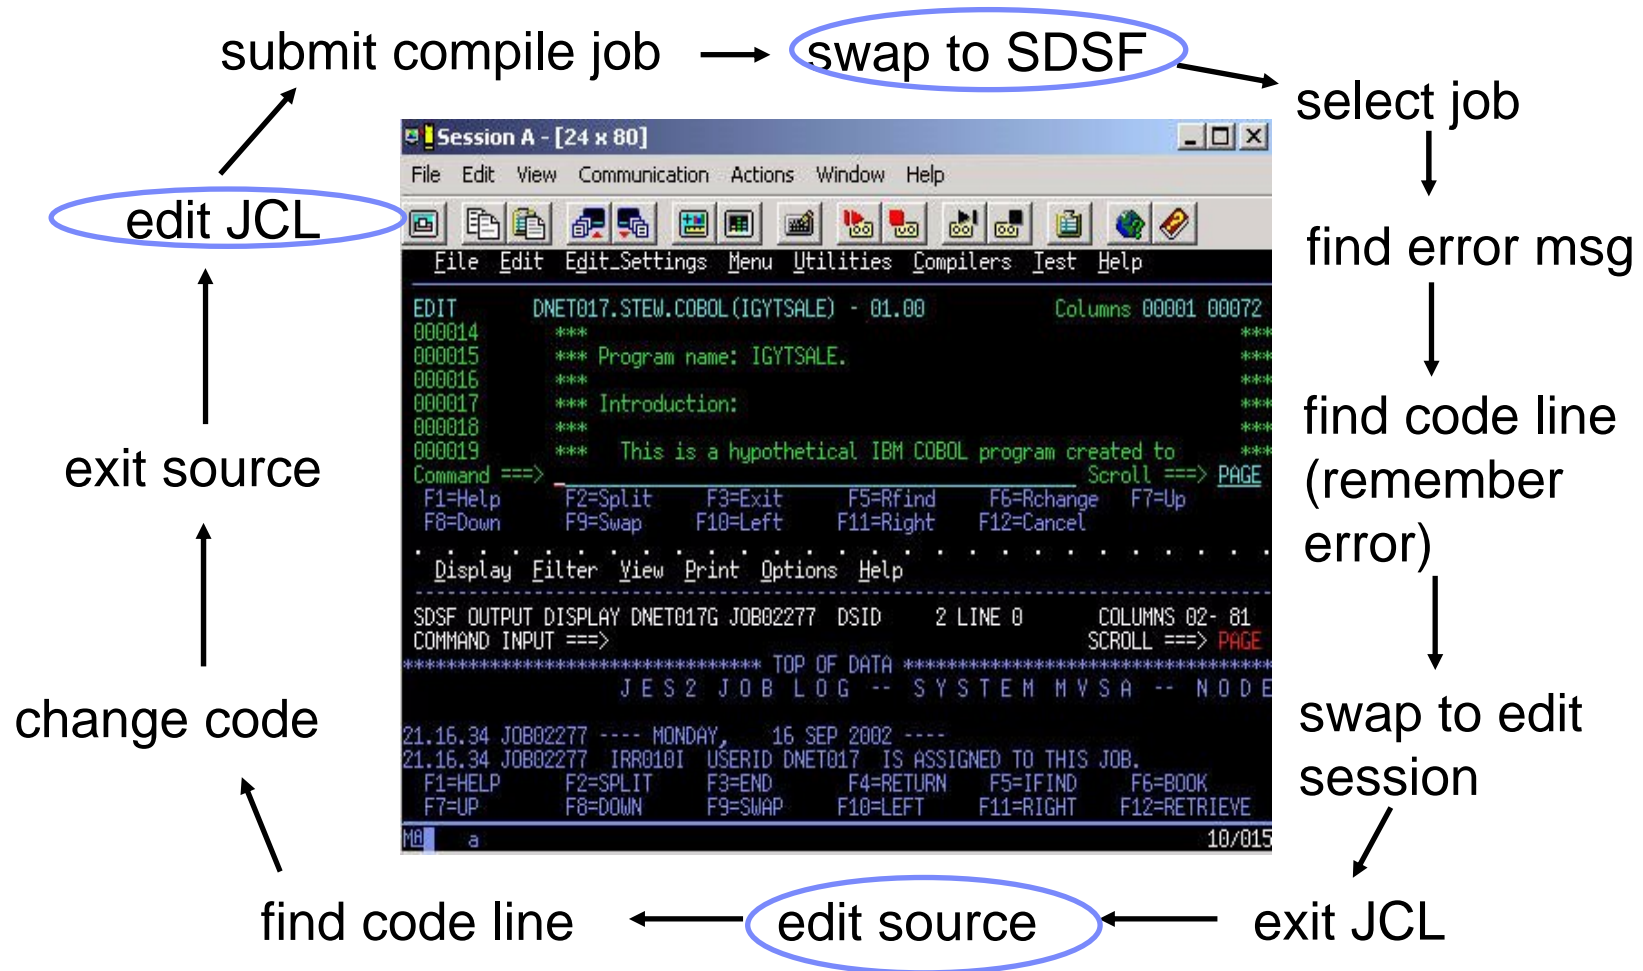 submit compile job
swap to SDSF
select job
find error msg
find code line
(remember
error)
swap to edit
session
exit JCL
edit source
find code line
change code
exit source
edit JCL
Session A - [24 x 80]
File Edit View Communication Actions Window Help
File Edit Edit_Settings Menu Utilities Compilers Test Help
EDIT DNET017.STEW.COBOL(IGYTSALE) - 01.00 Columns 00001 00072
000014 *** ***
000015 *** Program name: IGYTSALE. ***
000016 *** ***
000017 *** Introduction: ***
000018 *** ***
000019 *** This is a hypothetical IBM COBOL program created to ***
Command ===> Scroll ===> PAGE
F1=Help F2=Split F3=Exit F5=Rfind F6=Rchange F7=Up
F8=Down F9=Swap F10=Left F11=Right F12=Cancel
Display Filter View Print Options Help
SDSF OUTPUT DISPLAY DNET017G JOB02277 DSID 2 LINE 0 COLUMNS 02- 81
COMMAND INPUT ===> SCROLL ===> PAGE
********************************* TOP OF DATA **********************************
J E S 2 J O B L O G -- S Y S T E M M V S A -- N O D E
21.16.34 JOB02277 ---- MONDAY, 16 SEP 2002 ----
21.16.34 JOB02277 IRR010I USERID DNET017 IS ASSIGNED TO THIS JOB.
F1=HELP F2=SPLIT F3=END F4=RETURN F5=IFIND F6=BOOK
F7=UP F8=DOWN F9=SWAP F10=LEFT F11=RIGHT F12=RETRIEVE
MA a 10/015